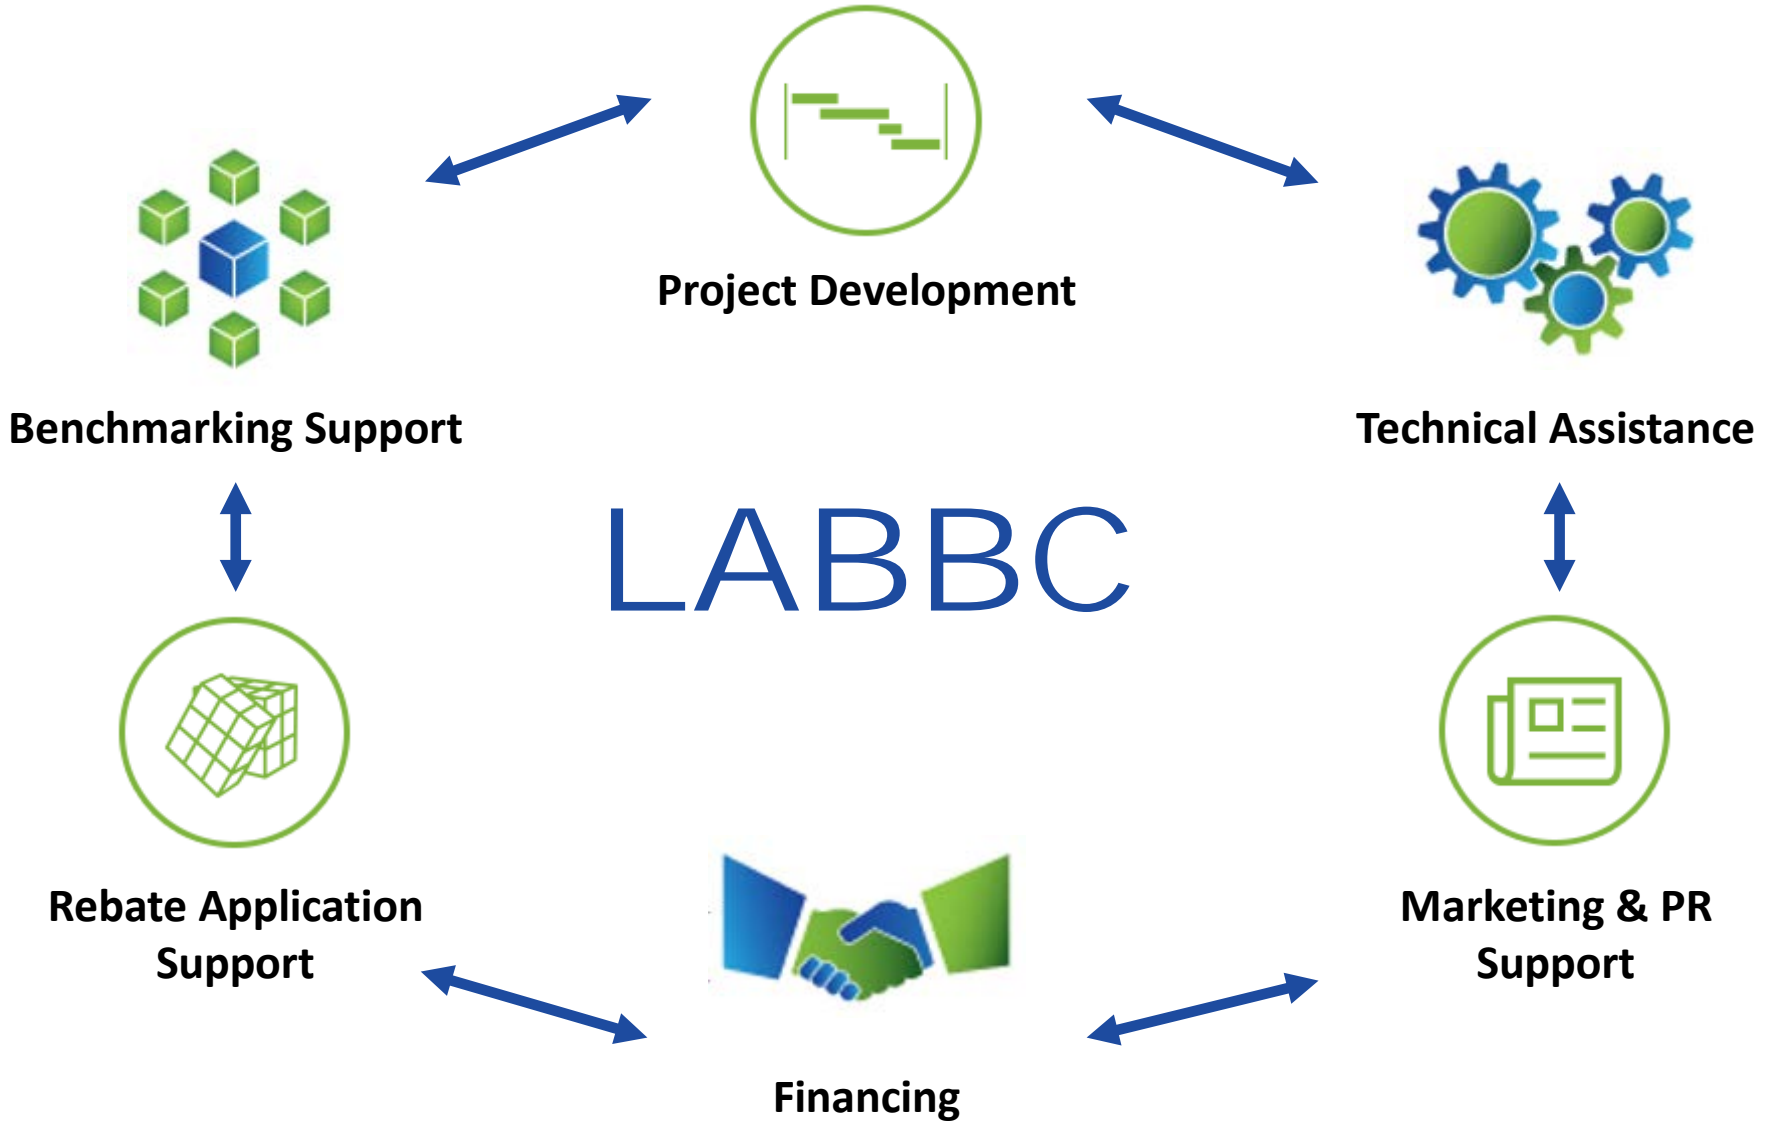 Project Development
Benchmarking Support
Technical Assistance
LABBC
Rebate Application
Support
Marketing & PR
Support
Financing